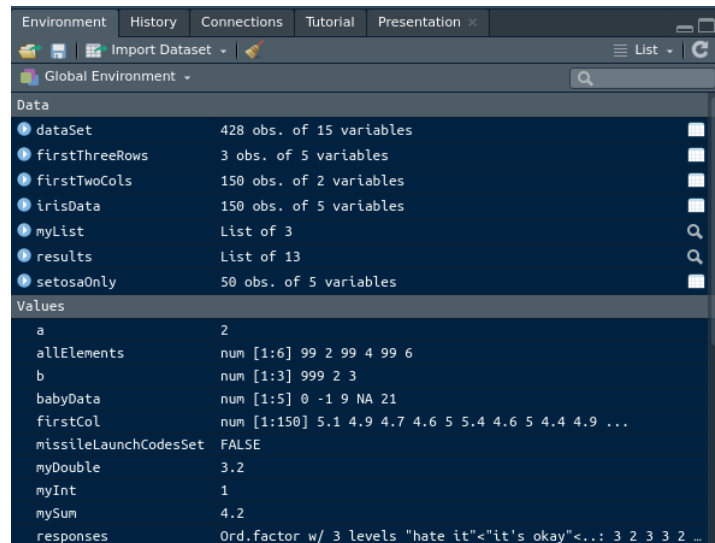 Environment History Connections Tutorial Presentation
Import Dataset List
Global Environment
Data
dataSet 428 obs. of 15 variables
firstThreeRows 3 obs. of 5 variables
firstTwoCols 150 obs. of 2 variables
irisData 150 obs. of 5 variables
myList List of 3
results List of 13
setosaOnly 50 obs. of 5 variables
Values
a 2
allElements num [1:6] 99 2 99 4 99 6
b num [1:3] 999 2 3
babyData num [1:5] 0 -1 9 NA 21
firstCol num [1:150] 5.1 4.9 4.7 4.6 5 5.4 4.6 5 4.4 4.9 ...
missileLaunchCodesSet FALSE
myDouble 3.2
myInt 1
mySum 4.2
responses Ord.factor w/ 3 levels "hate it"<"it's okay"<..: 3 2 3 3 2 …